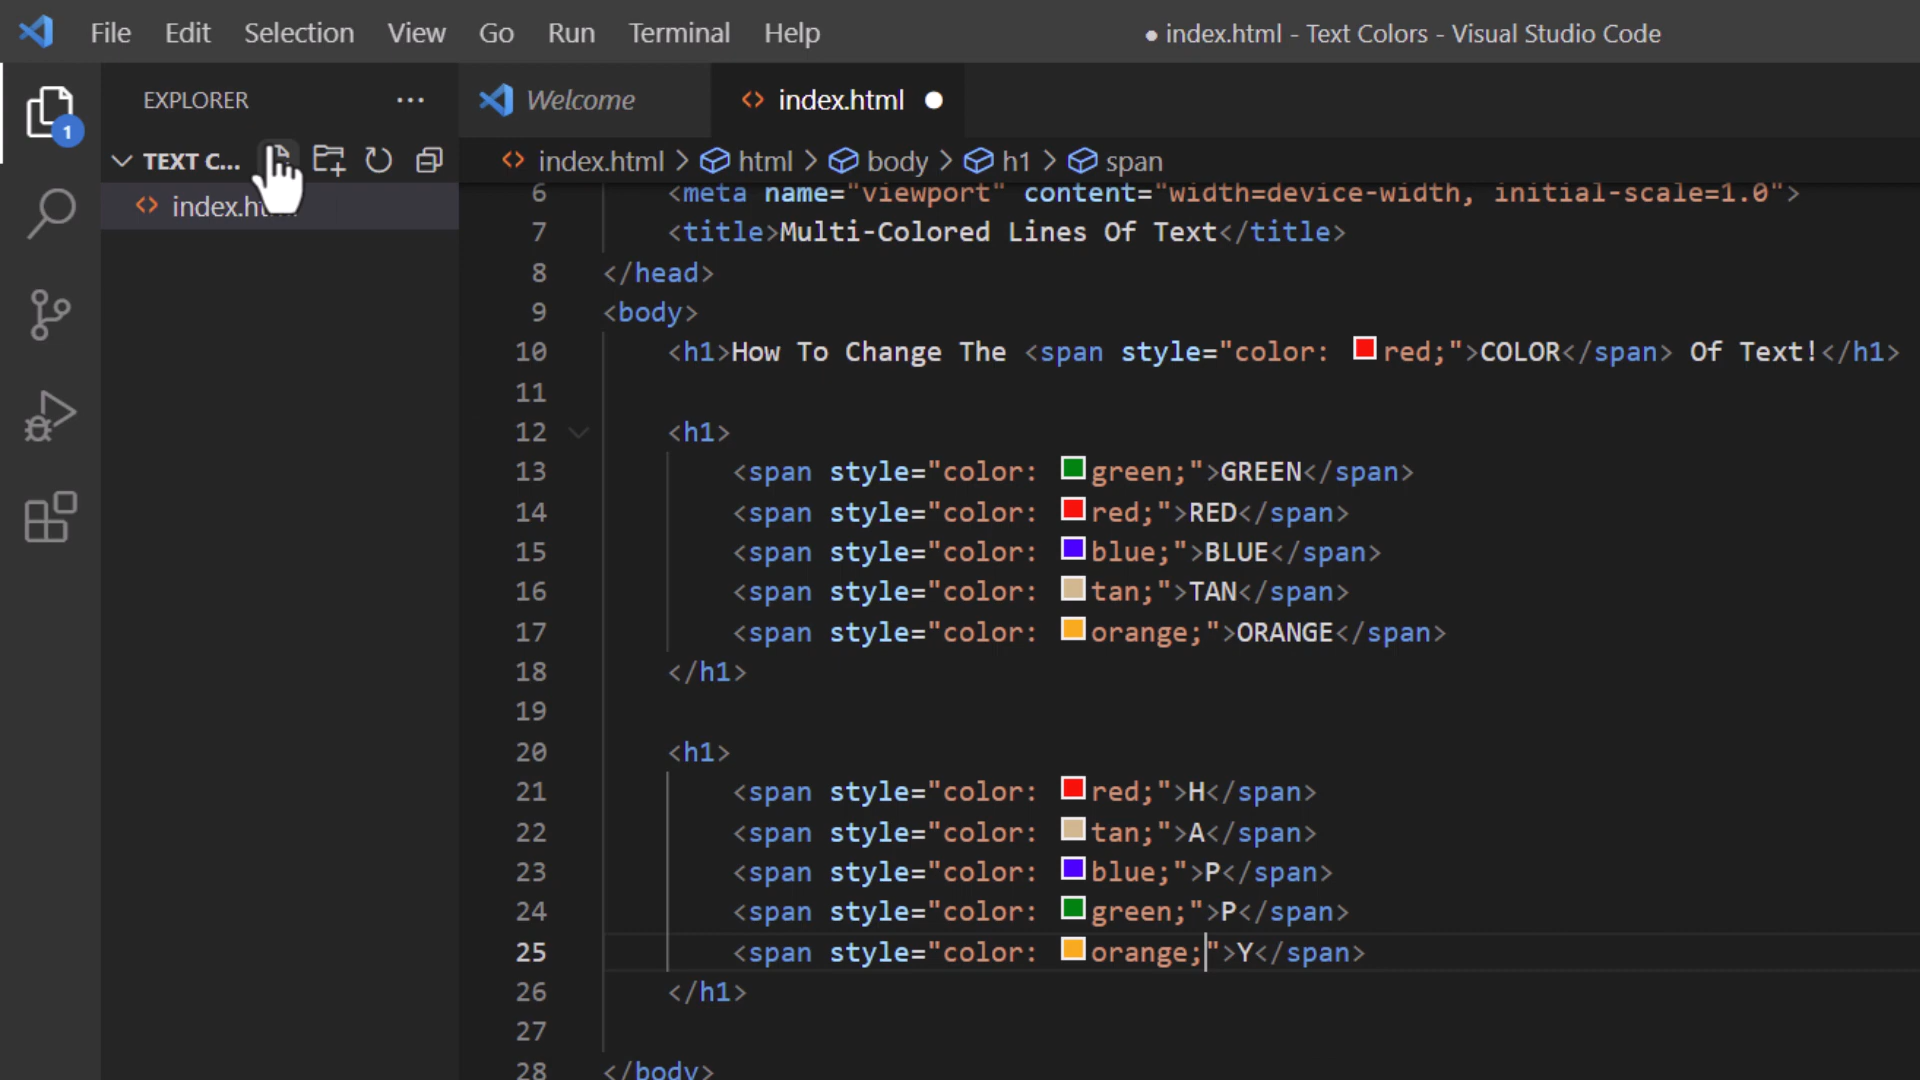 File Edit Selection View Go Run Terminal Help ● index.html - Text Colors - Visual Studio Code
EXPLORER ... Welcome <> index.html ●
1
TEXT C... <> index.html > html > body > h1 > span
<> index.html
6 <meta name="viewport" content="width=device-width, initial-scale=1.0">
7 <title>Multi-Colored Lines Of Text</title>
8 </head>
9 <body>
10 <h1>How To Change The <span style="color: red;">COLOR</span> Of Text!</h1>
11
12 <h1>
13 <span style="color: green;">GREEN</span>
14 <span style="color: red;">RED</span>
15 <span style="color: blue;">BLUE</span>
16 <span style="color: tan;">TAN</span>
17 <span style="color: orange;">ORANGE</span>
18 </h1>
19
20 <h1>
21 <span style="color: red;">H</span>
22 <span style="color: tan;">A</span>
23 <span style="color: blue;">P</span>
24 <span style="color: green;">P</span>
25 <span style="color: orange;">Y</span>
26 </h1>
27
28 </body>